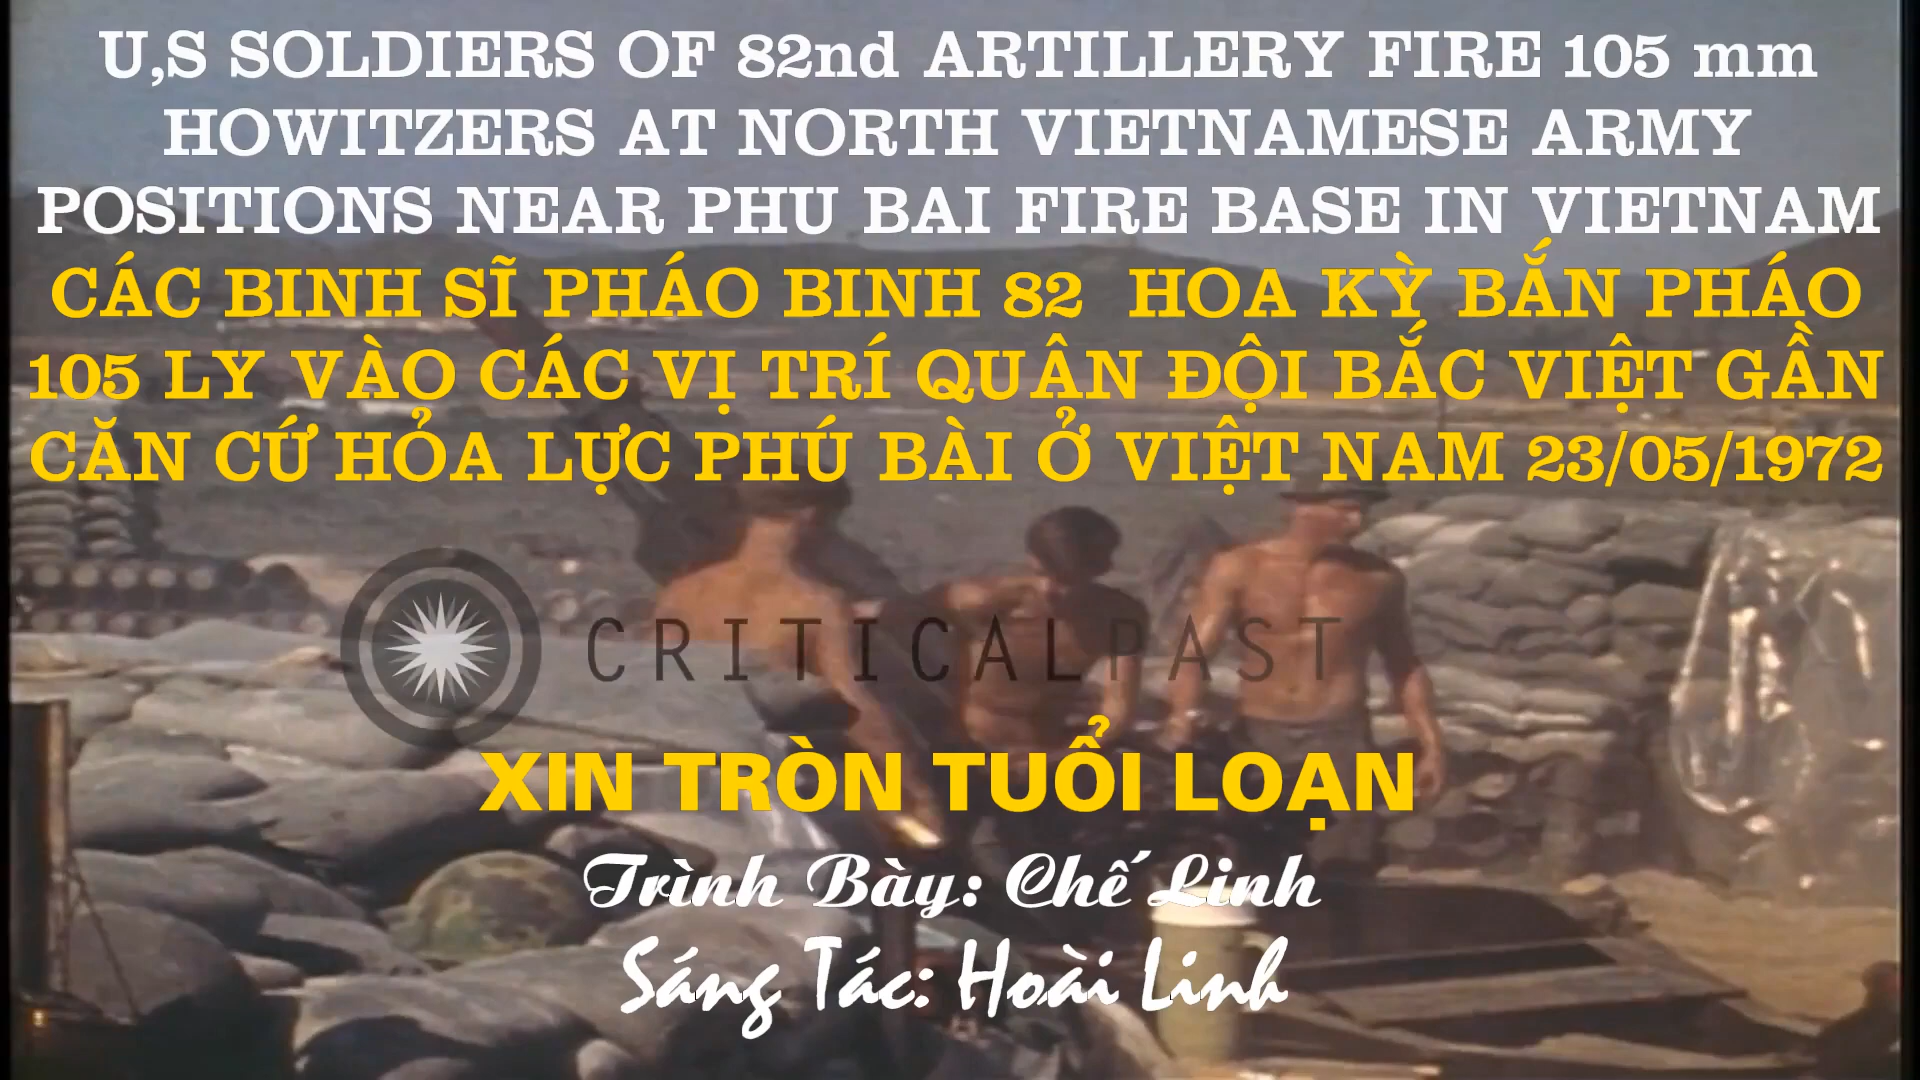 U,S SOLDIERS OF 82nd ARTILLERY FIRE 105 mm
HOWITZERS AT NORTH VIETNAMESE ARMY
POSITIONS NEAR PHU BAI FIRE BASE IN VIETNAM
CÁC BINH SĨ PHÁO BINH 82 HOA KỲ BẮN PHÁO
105 LY VÀO CÁC VỊ TRÍ QUÂN ĐỘI BẮC VIỆT GẦN
CĂN CỨ HỎA LỰC PHÚ BÀI Ở VIỆT NAM 23/05/1972
CRITICALPAST
XIN TRÒN TUỔI LOẠN
Trình Bày: Chế Linh
Sáng Tác: Hoài Linh